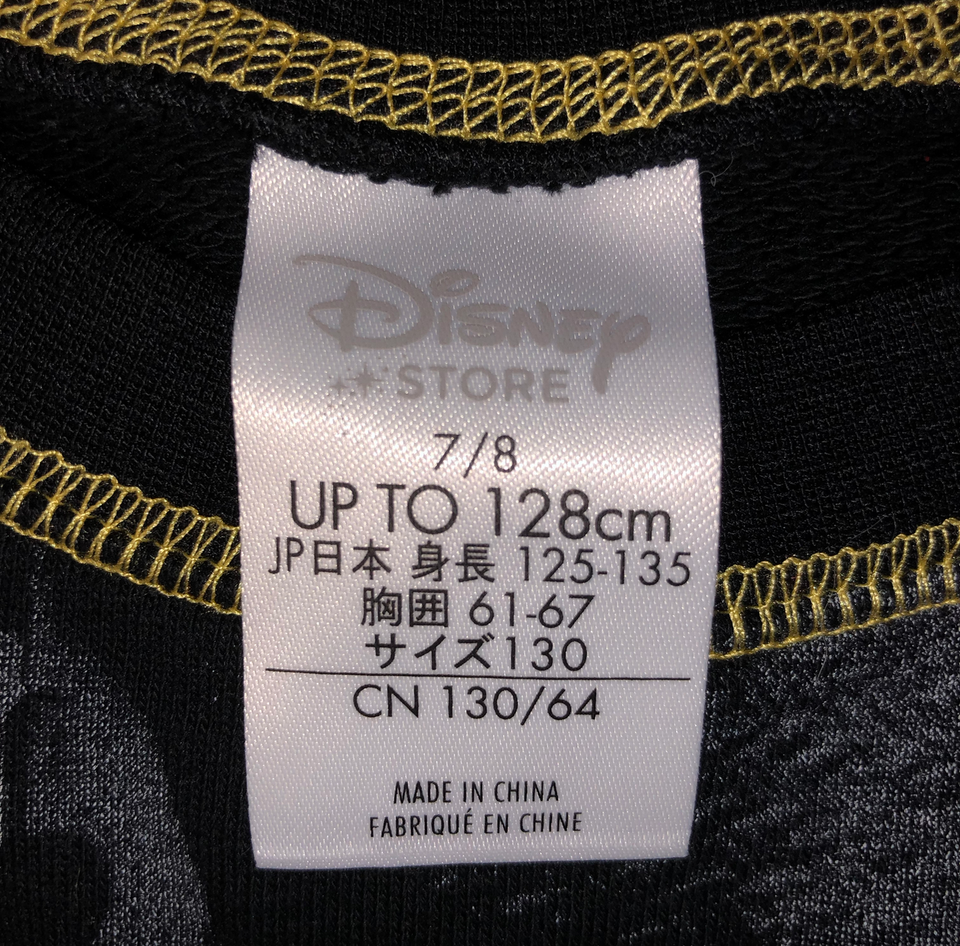 DISNEY
STORE
7/8
UP TO 128cm
JP日本 身長 125-135
胸囲 61-67
サイズ130
CN 130/64
MADE IN CHINA
FABRIQUÉ EN CHINE